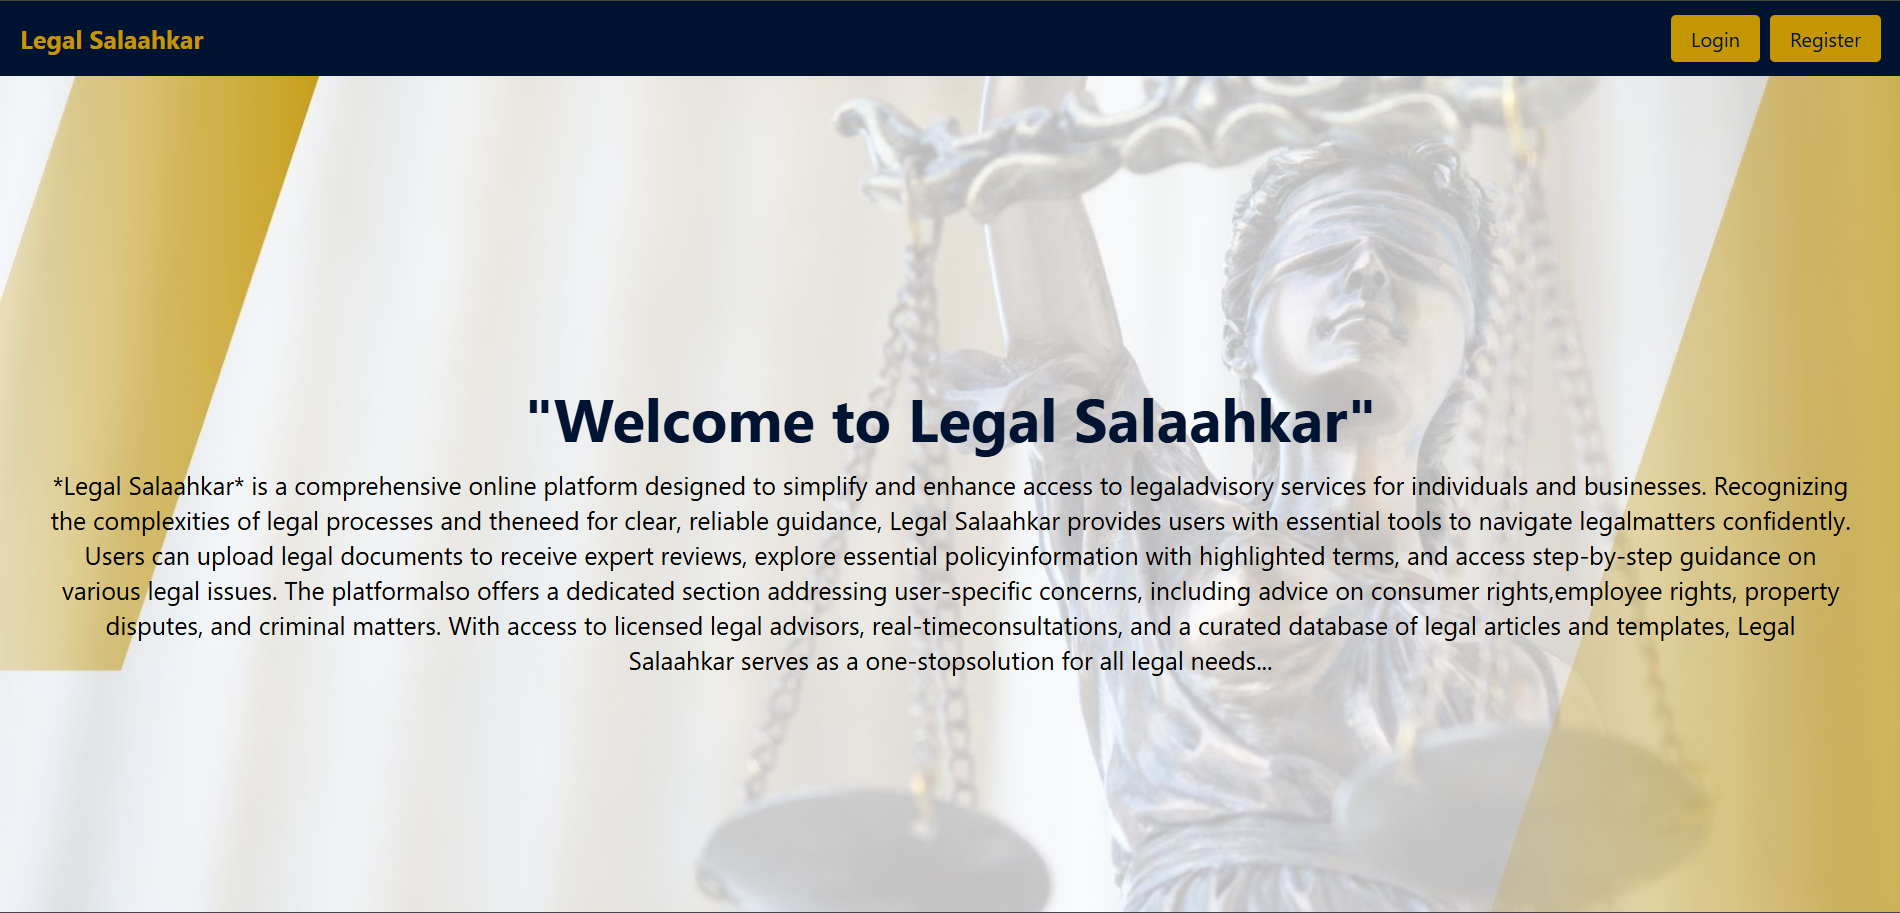 Legal Salaahkar
Login
Register
"Welcome to Legal Salaahkar"
*Legal Salaahkar* is a comprehensive online platform designed to simplify and enhance access to legaladvisory services for individuals and businesses. Recognizing
the complexities of legal processes and theneed for clear, reliable guidance, Legal Salaahkar provides users with essential tools to navigate legalmatters confidently.
Users can upload legal documents to receive expert reviews, explore essential policyinformation with highlighted terms, and access step-by-step guidance on
various legal issues. The platformalso offers a dedicated section addressing user-specific concerns, including advice on consumer rights,employee rights, property
disputes, and criminal matters. With access to licensed legal advisors, real-timeconsultations, and a curated database of legal articles and templates, Legal
Salaahkar serves as a one-stopsolution for all legal needs...